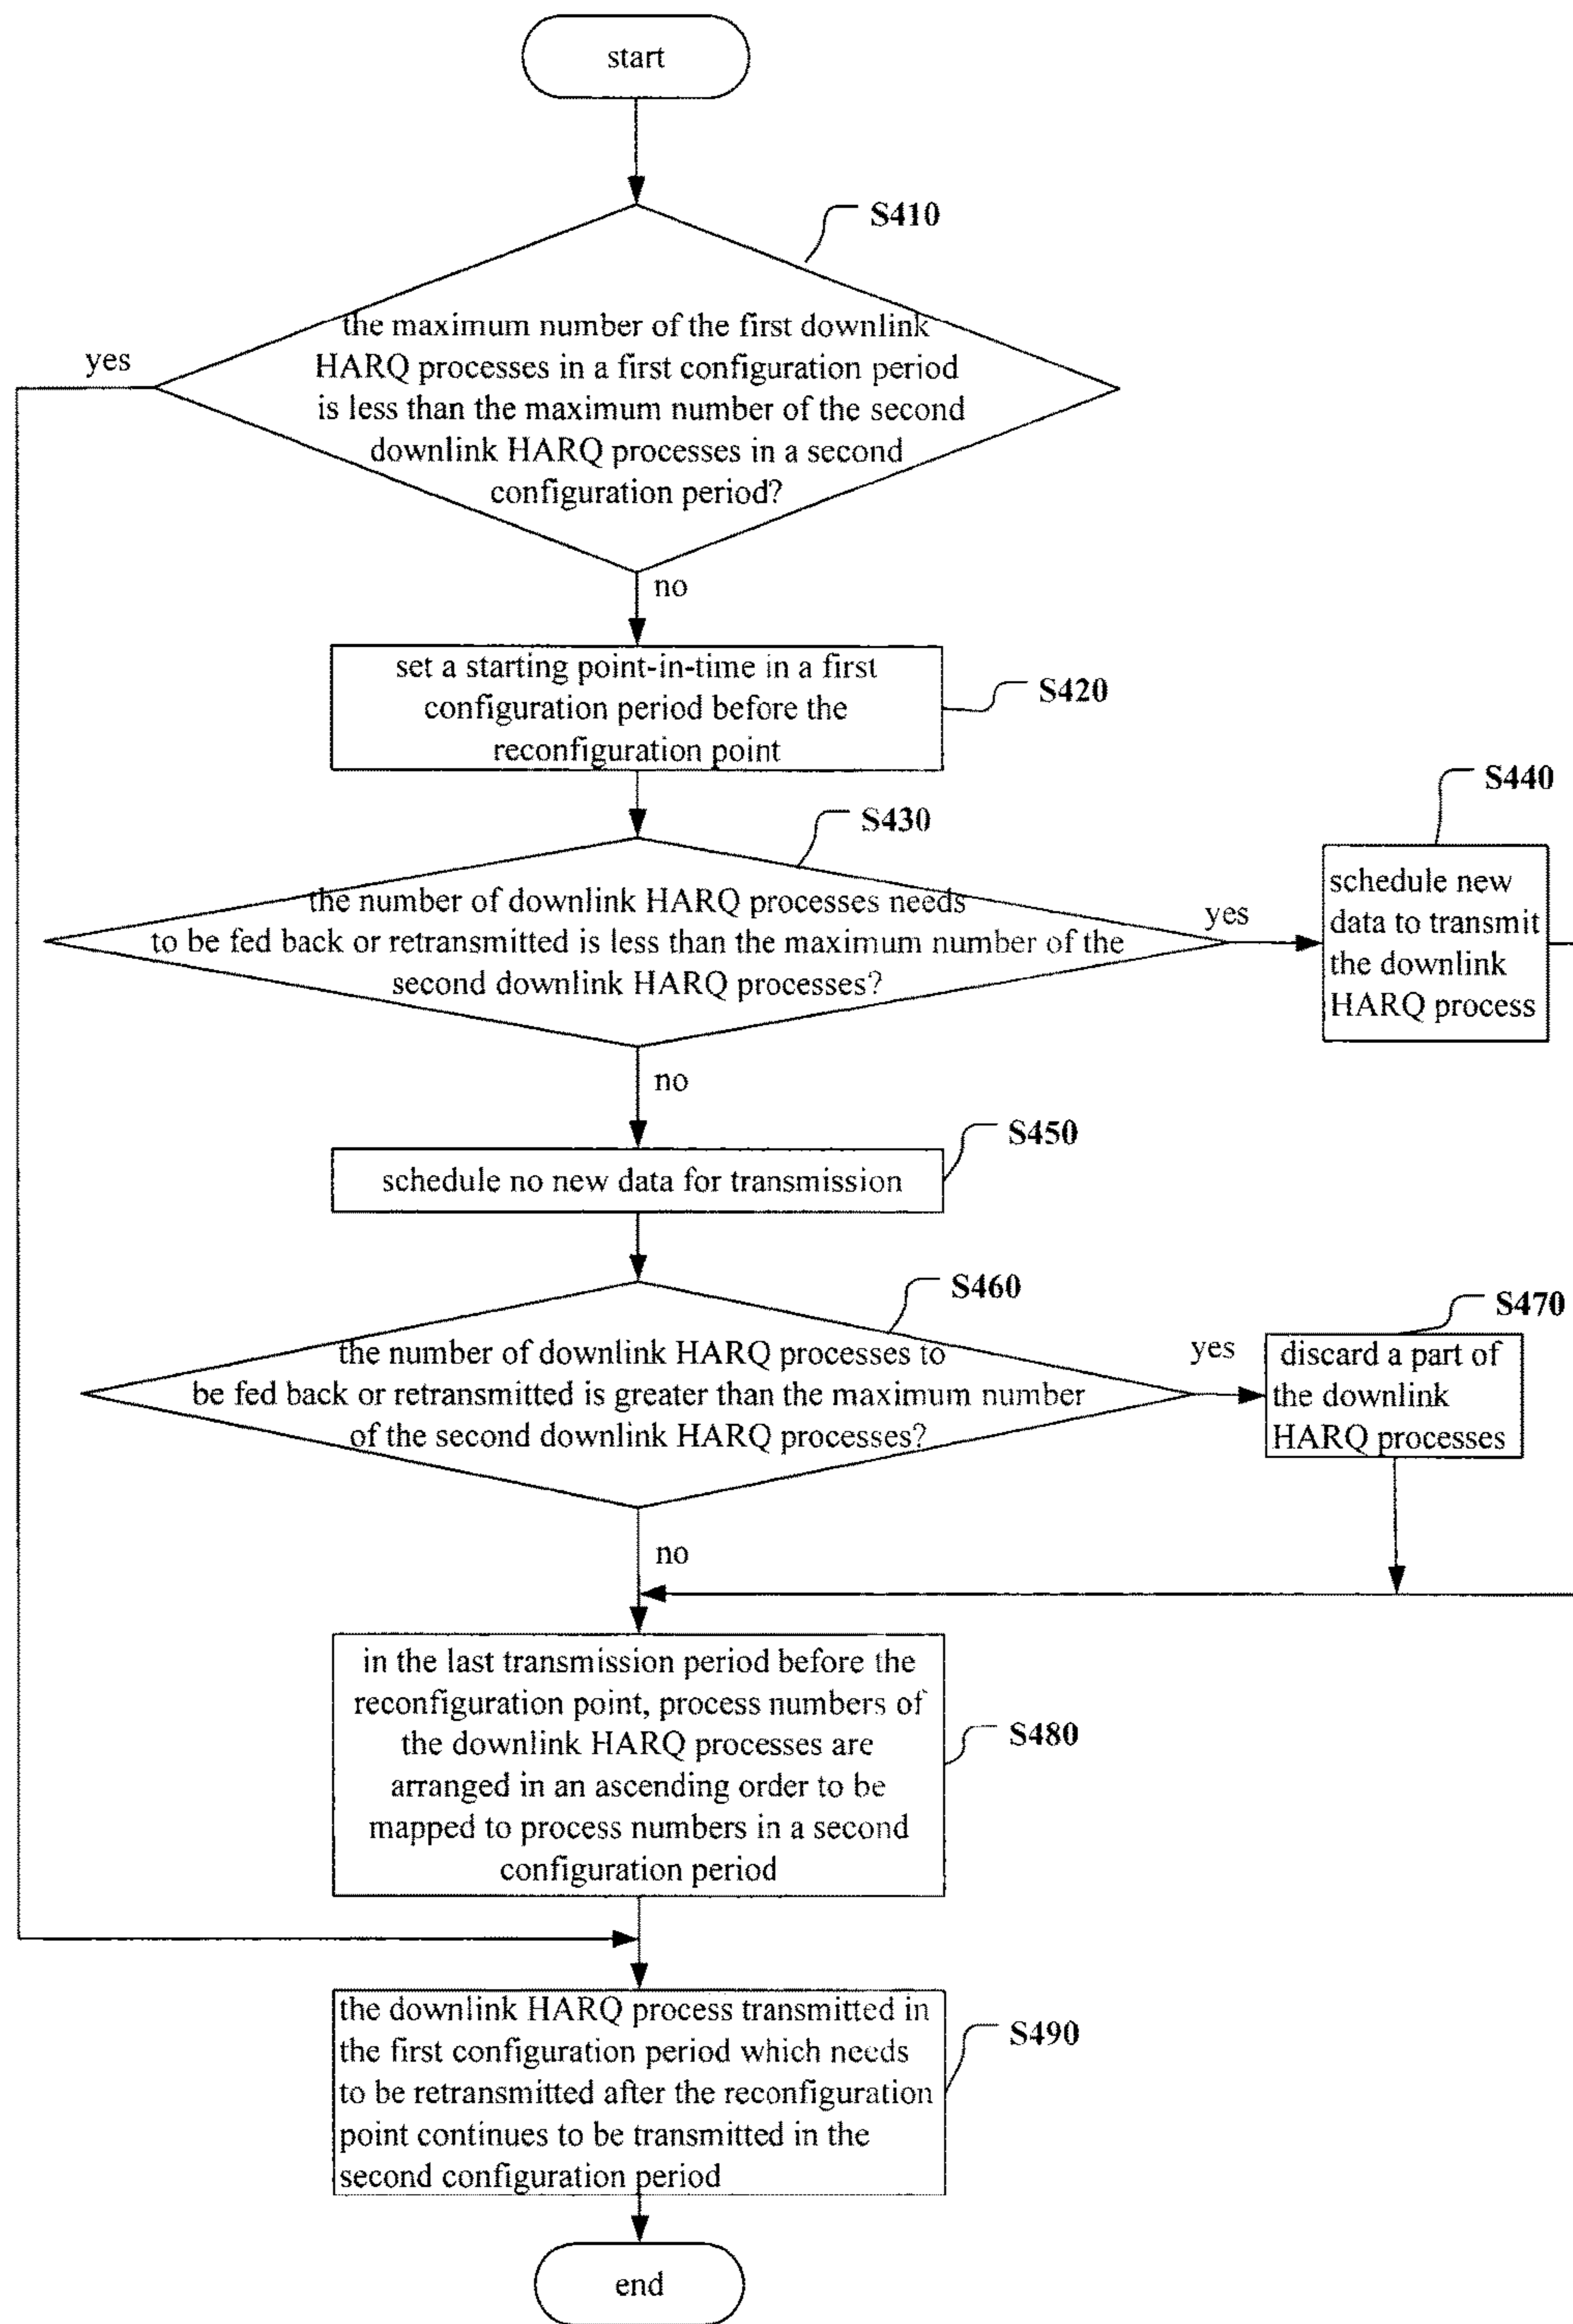 start
S410
the maximum number of the first downlink
HARQ processes in a first configuration period
is less than the maximum number of the second
downlink HARQ processes in a second
configuration period?
yes
no
set a starting point-in-time in a first
configuration period before the
reconfiguration point
S420
S430
the number of downlink HARQ processes needs
to be fed back or retransmitted is less than the maximum number of the
second downlink HARQ processes?
yes
S440
schedule new
data to transmit
the downlink
HARQ process
no
schedule no new data for transmission
S450
S460
the number of downlink HARQ processes to
be fed back or retransmitted is greater than the maximum number
of the second downlink HARQ processes?
yes
S470
discard a part of
the downlink
HARQ processes
no
in the last transmission period before the
reconfiguration point, process numbers of
the downlink HARQ processes are
arranged in an ascending order to be
mapped to process numbers in a second
configuration period
S480
the downlink HARQ process transmitted in
the first configuration period which needs
to be retransmitted after the reconfiguration
point continues to be transmitted in the
second configuration period
S490
end